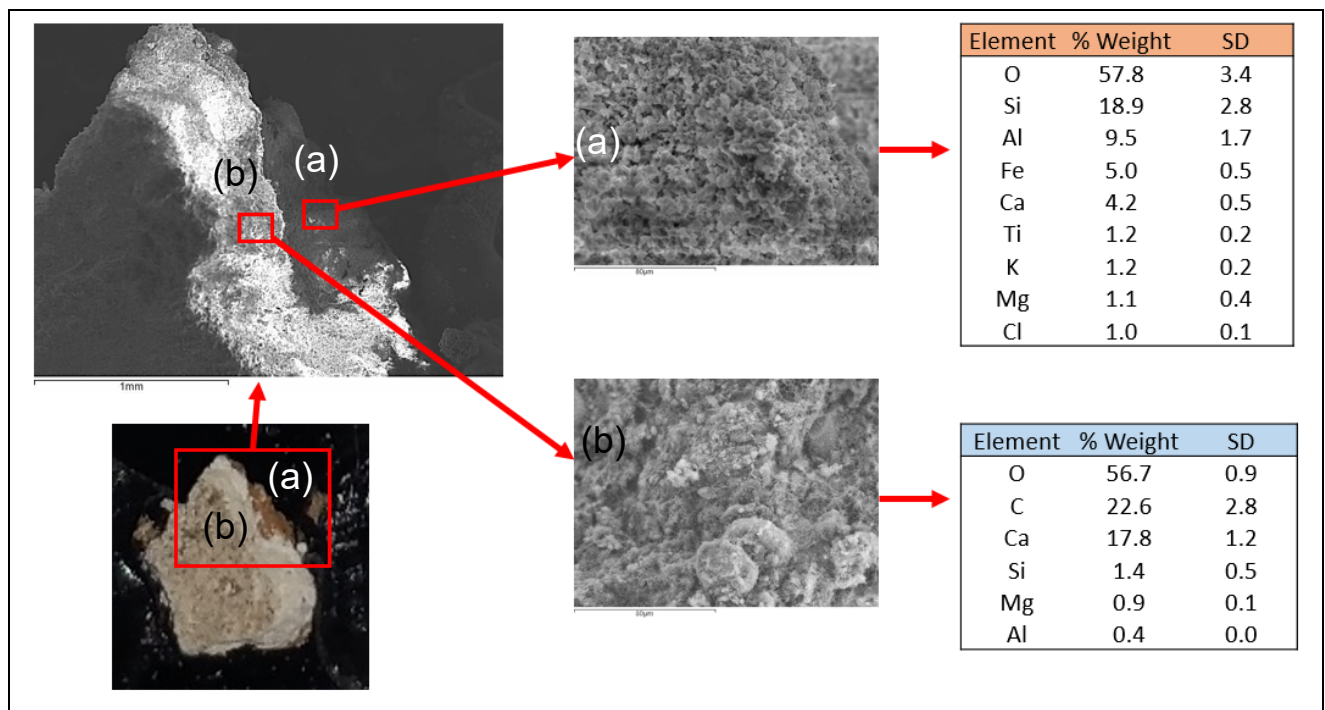 (a)
(b)
1mm
(a)
(b)
(a)
80µm
(b)
80µm
Element % Weight SD
O 57.8 3.4
Si 18.9 2.8
Al 9.5 1.7
Fe 5.0 0.5
Ca 4.2 0.5
Ti 1.2 0.2
K 1.2 0.2
Mg 1.1 0.4
Cl 1.0 0.1
Element % Weight SD
O 56.7 0.9
C 22.6 2.8
Ca 17.8 1.2
Si 1.4 0.5
Mg 0.9 0.1
Al 0.4 0.0